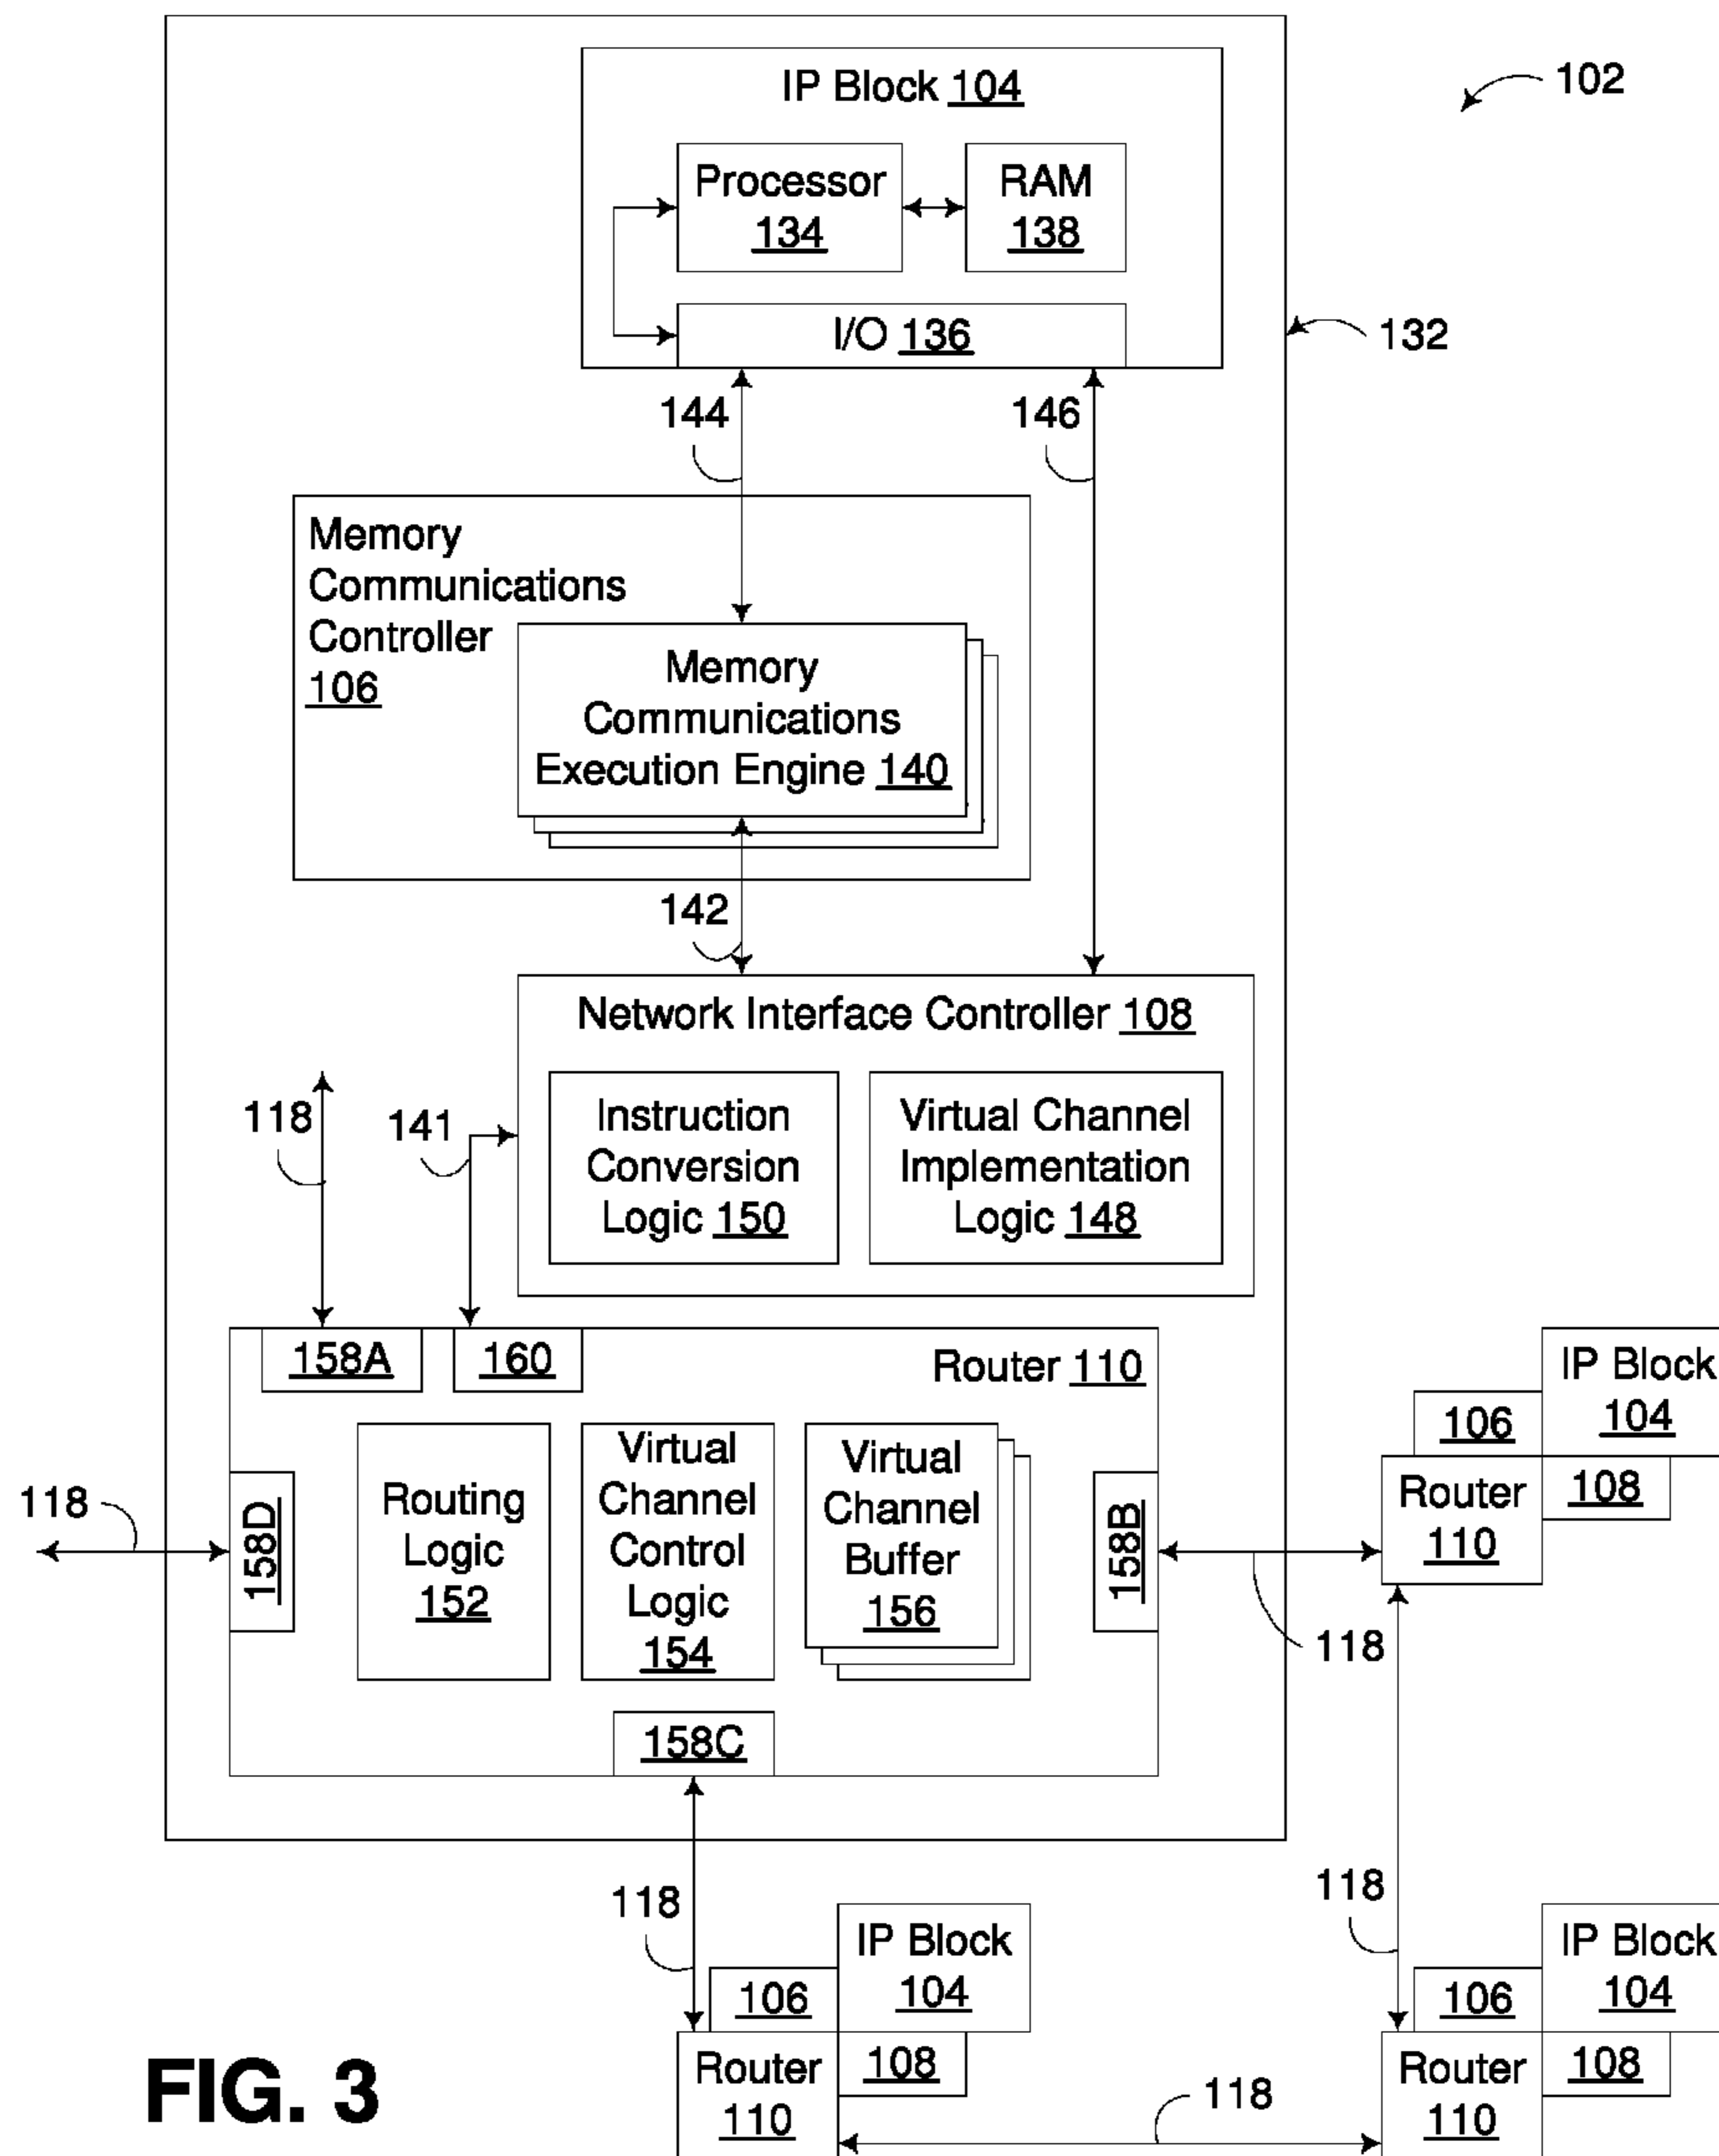 IP Block 104
102
Processor
134
RAM
138
I/O 136
132
144
146
Memory
Communications
Controller
106
Memory
Communications
Execution Engine 140
142
Network Interface Controller 108
118
141
Instruction
Conversion
Logic 150
Virtual Channel
Implementation
Logic 148
158A
160
Router 110
IP Block
104
106
Router
110
108
118
158D
Routing
Logic
152
Virtual
Channel
Control
Logic
154
Virtual
Channel
Buffer
156
158B
118
158C
118
118
IP Block
104
106
Router
110
108
IP Block
104
106
Router
110
108
118
FIG. 3